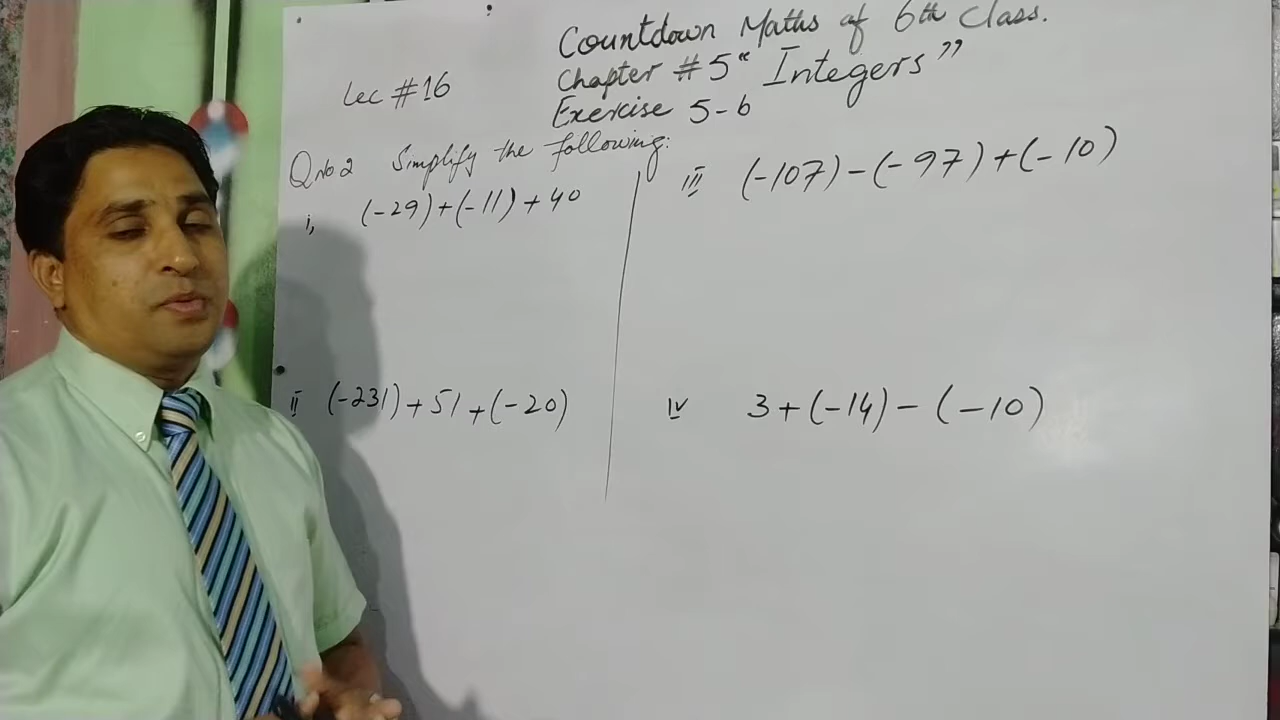 Countdown Maths of 6th Class.
Lec #16
Chapter #5 "Integers"
Exercise 5-b
Q.No.2 Simplify the following:
i, (-29)+(-11)+40
II (-231)+51+(-20)
III (-107)-(-97)+(-10)
IV 3+(-14)-(-10)